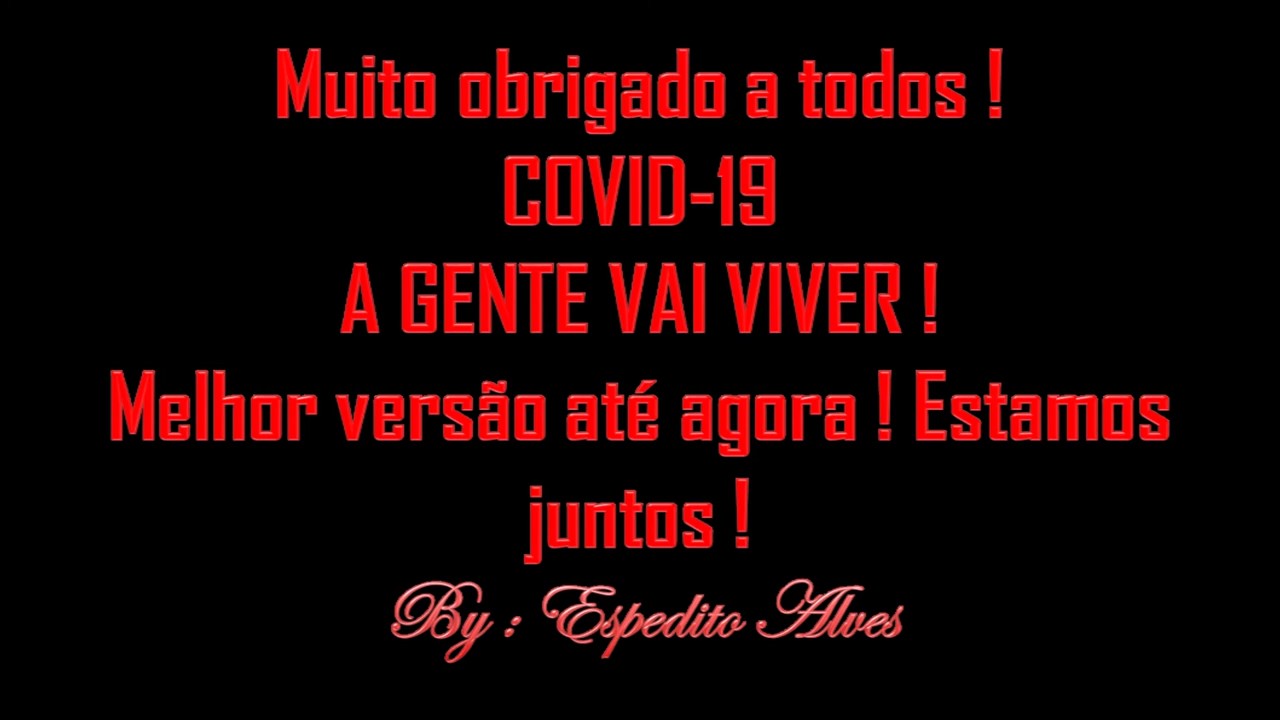 Muito obrigado a todos !
COVID-19
A GENTE VAI VIVER !
Melhor versão até agora ! Estamos
juntos !
By : Espedito Alves